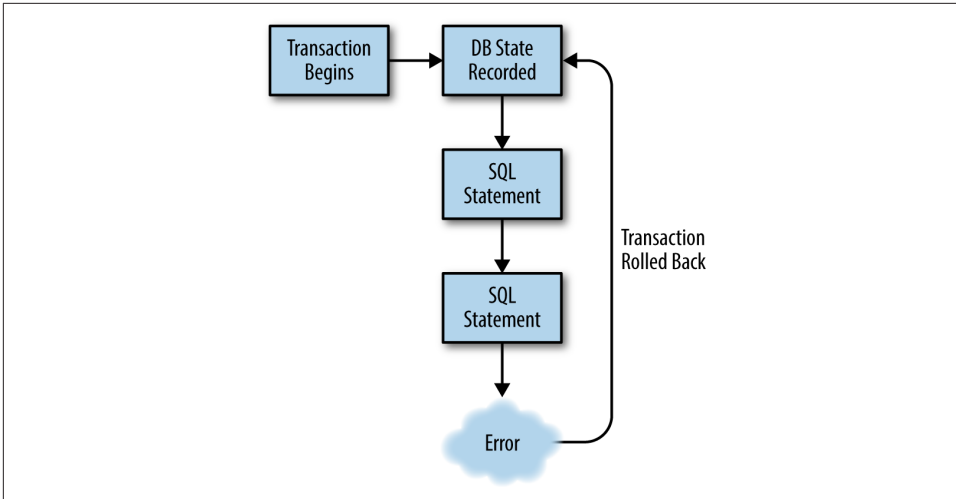 Transaction
Begins
DB State
Recorded
SQL
Statement
SQL
Statement
Transaction
Rolled Back
Error